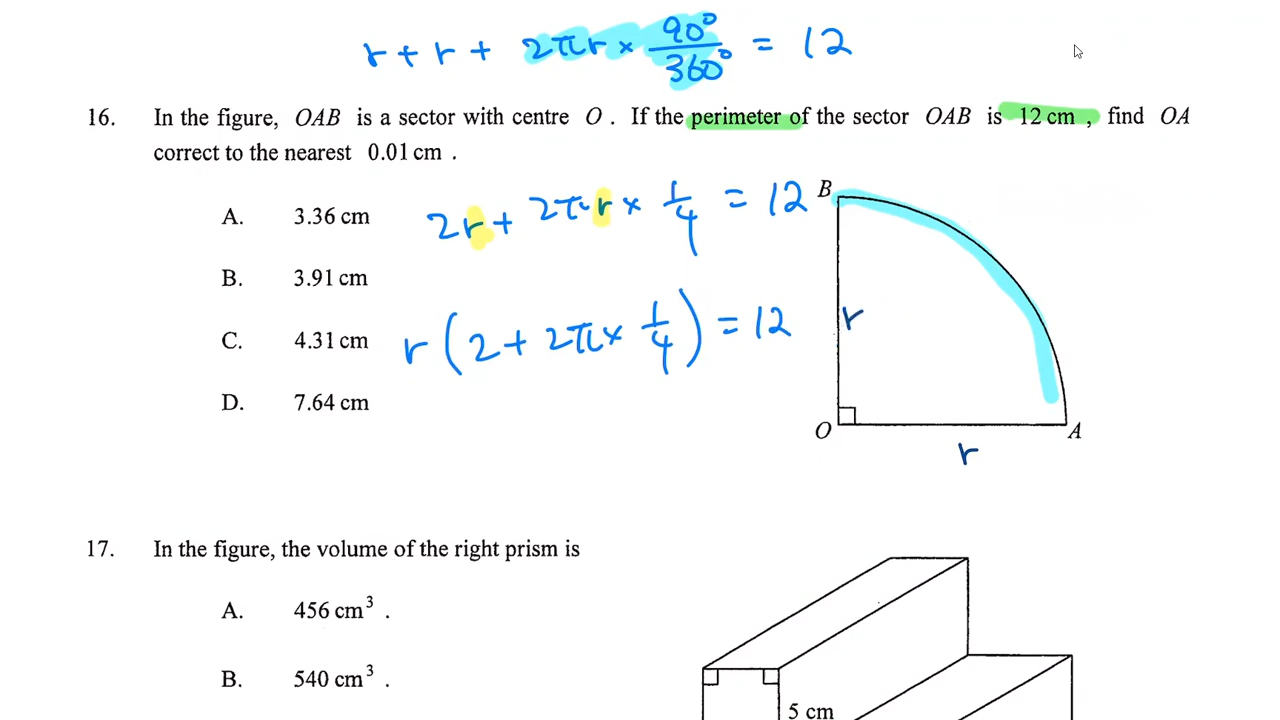 r + r + 2πr × 90°/360° = 12
16. In the figure, OAB is a sector with centre O . If the perimeter of the sector OAB is 12 cm , find OA
correct to the nearest 0.01 cm .
A. 3.36 cm
2r + 2πr × 1/4 = 12
B
B. 3.91 cm
r
C. 4.31 cm
r(2 + 2π × 1/4) = 12
D. 7.64 cm
O
A
r
17. In the figure, the volume of the right prism is
A. 456 cm³ .
B. 540 cm³ .
5 cm